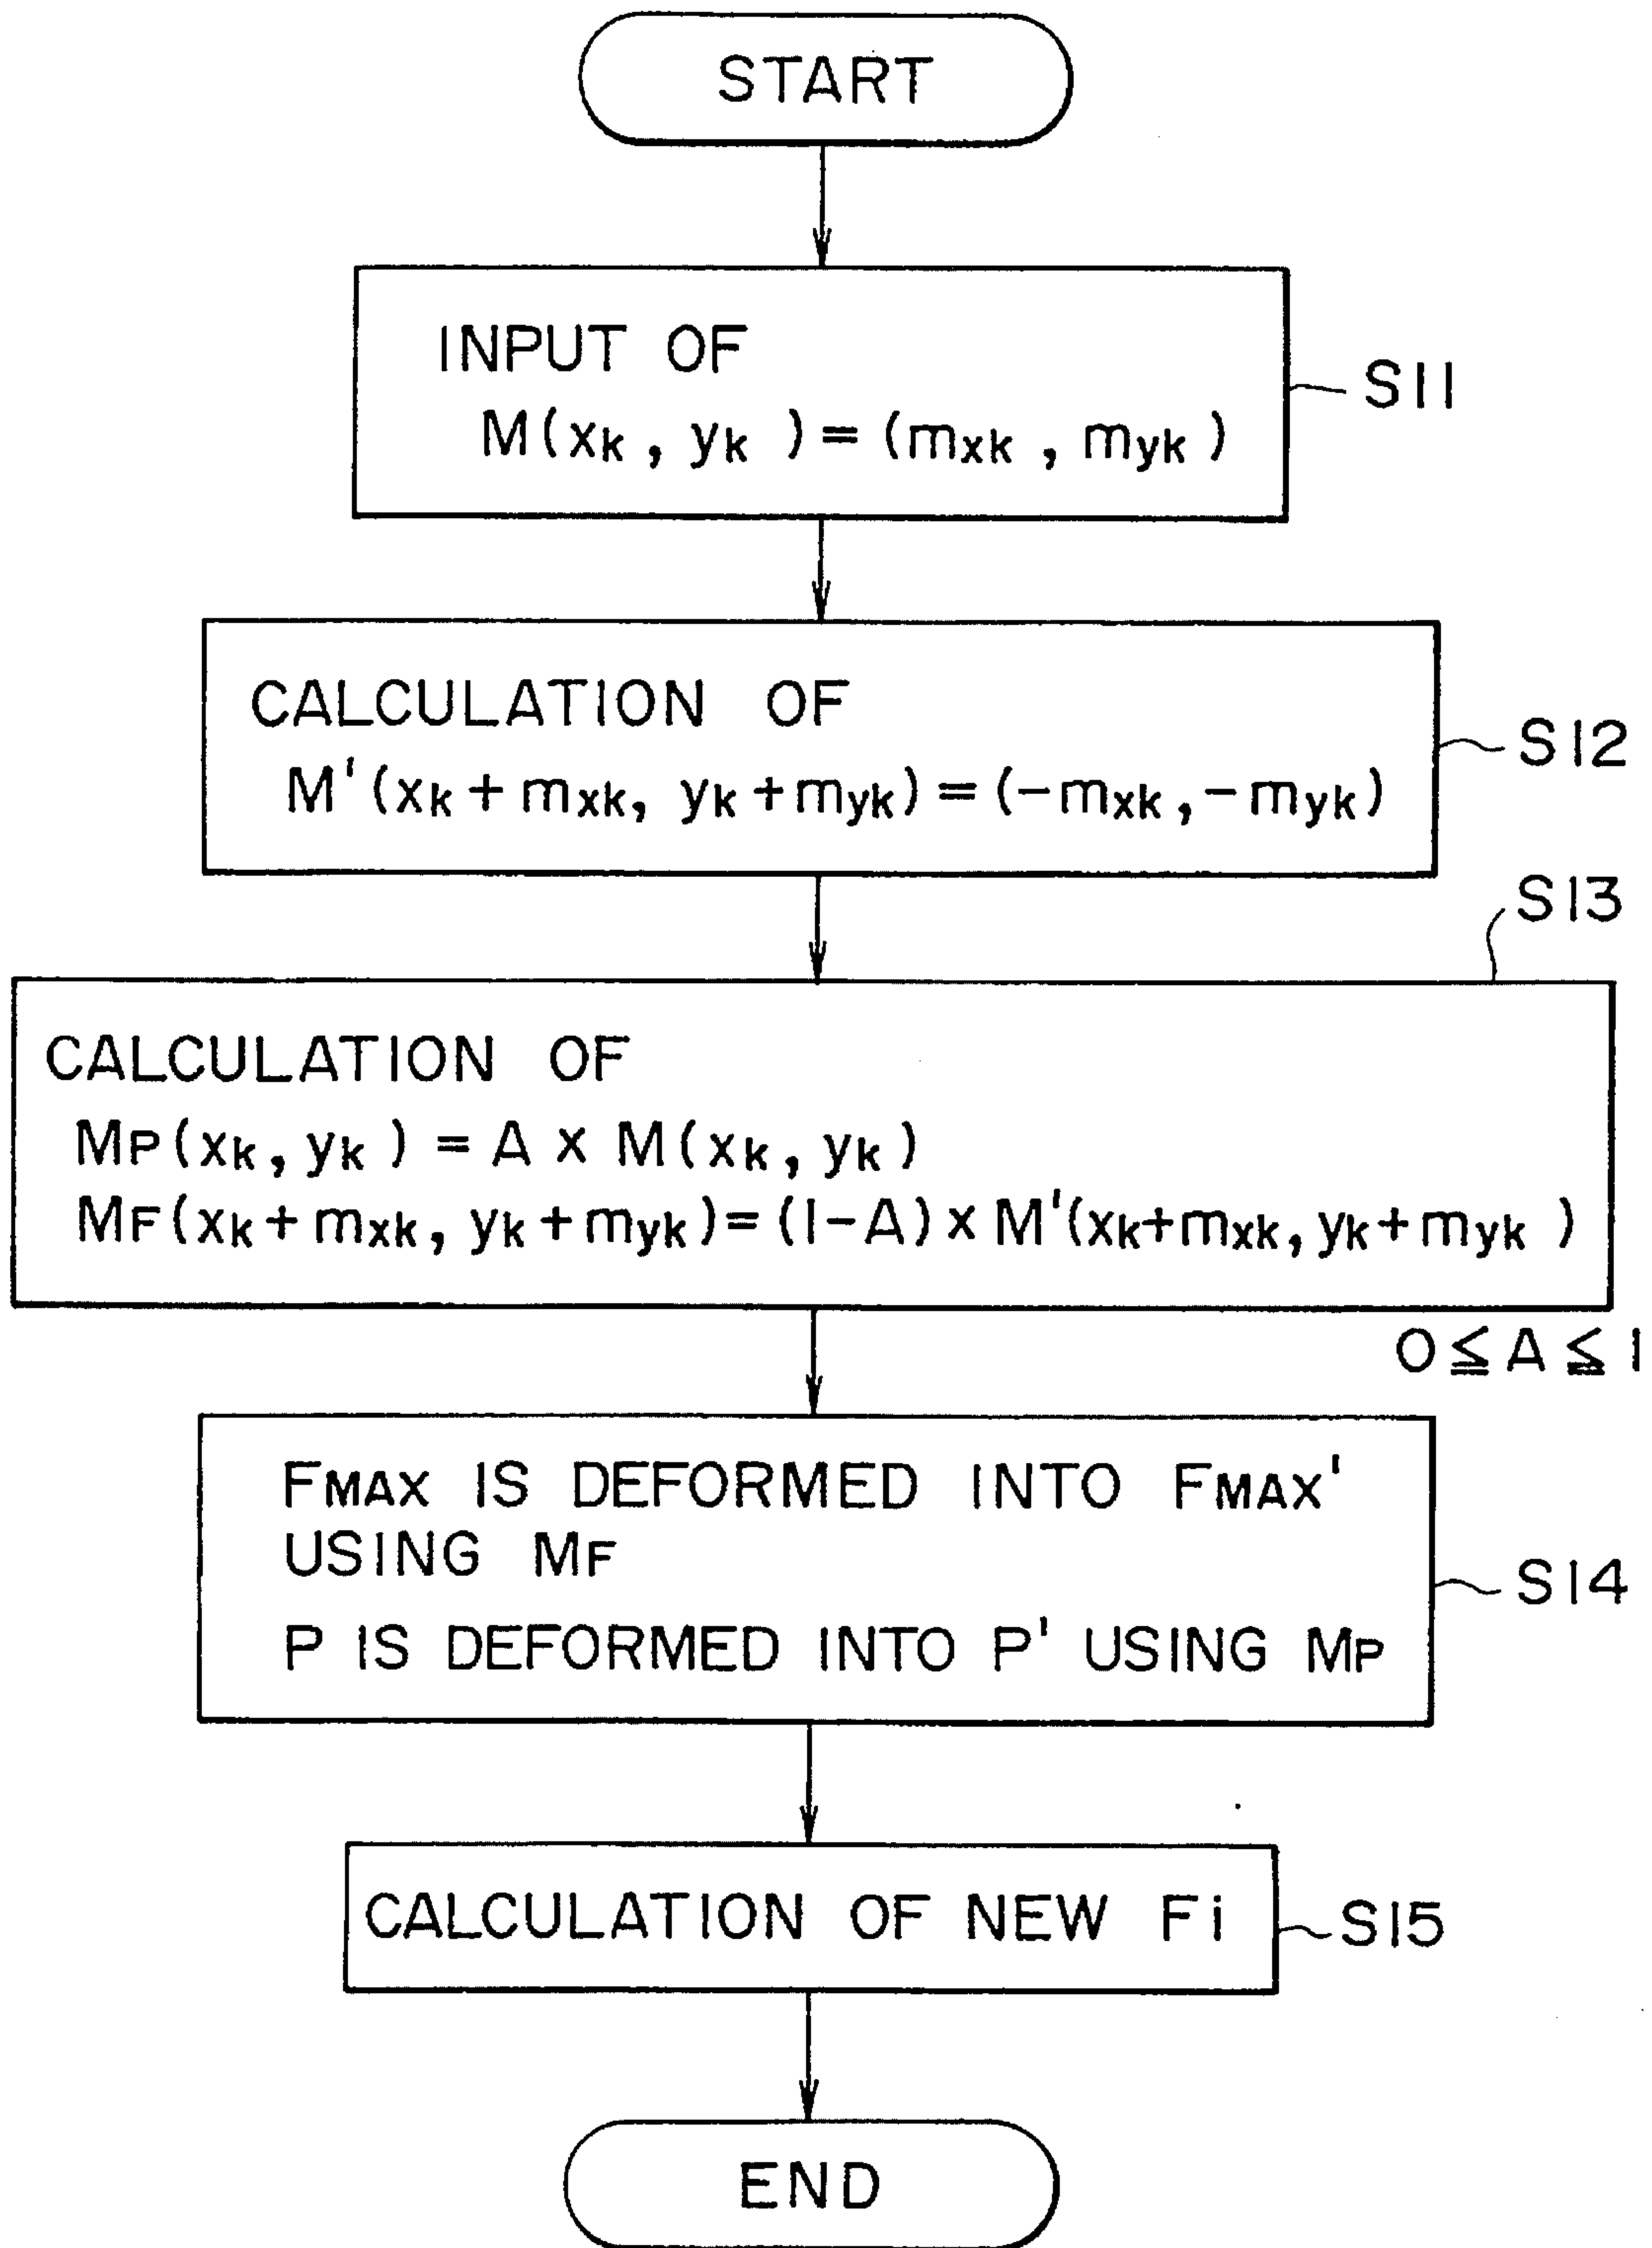 START
INPUT OF
M(xk, yk) = (mxk, myk)
S11
CALCULATION OF
M'(xk+mxk, yk+myk) = (-mxk, -myk)
S12
S13
CALCULATION OF
MP(xk, yk) = A × M(xk, yk)
MF(xk+mxk, yk+myk) = (1-A) × M'(xk+mxk, yk+myk)
0 ≦ A ≦ 1
FMAX IS DEFORMED INTO FMAX'
USING MF
P IS DEFORMED INTO P' USING MP
S14
CALCULATION OF NEW Fi
S15
END